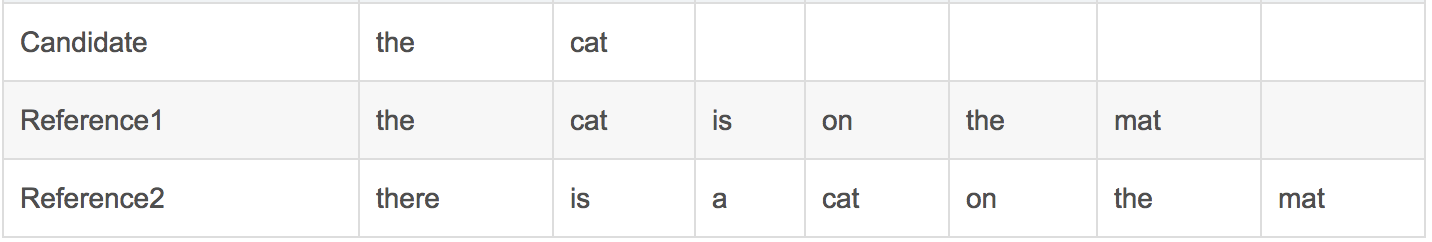 Candidate the cat
Reference1 the cat is on the mat
Reference2 there is a cat on the mat